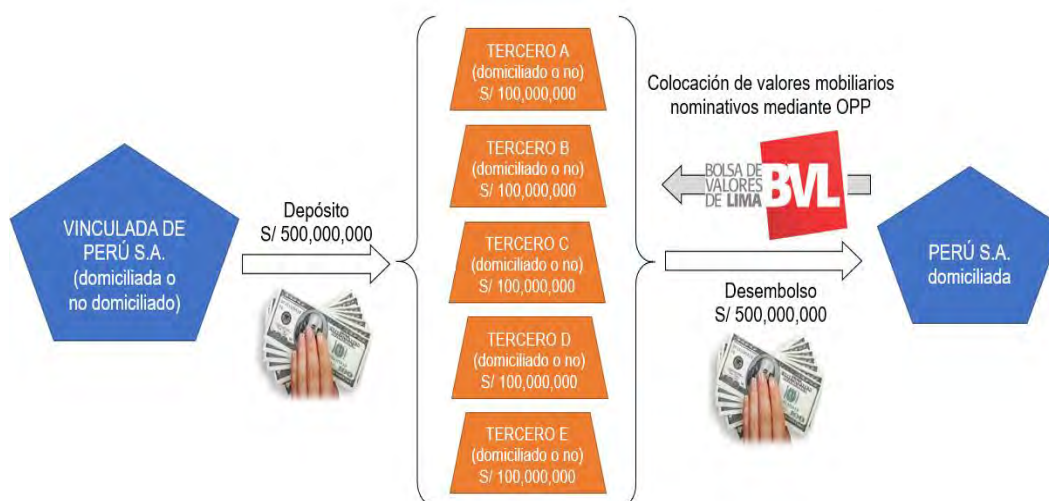 VINCULADA DE
PERÚ S.A.
(domiciliada o
no domiciliado)
Depósito
S/ 500,000,000
TERCERO A
(domiciliado o no)
S/ 100,000,000
TERCERO B
(domiciliado o no)
S/ 100,000,000
TERCERO C
(domiciliado o no)
S/ 100,000,000
TERCERO D
(domiciliado o no)
S/ 100,000,000
TERCERO E
(domiciliado o no)
S/ 100,000,000
Colocación de valores mobiliarios
nominativos mediante OPP
BOLSA DE
VALORES
DE LIMA
BVL
Desembolso
S/ 500,000,000
PERÚ S.A.
domiciliada